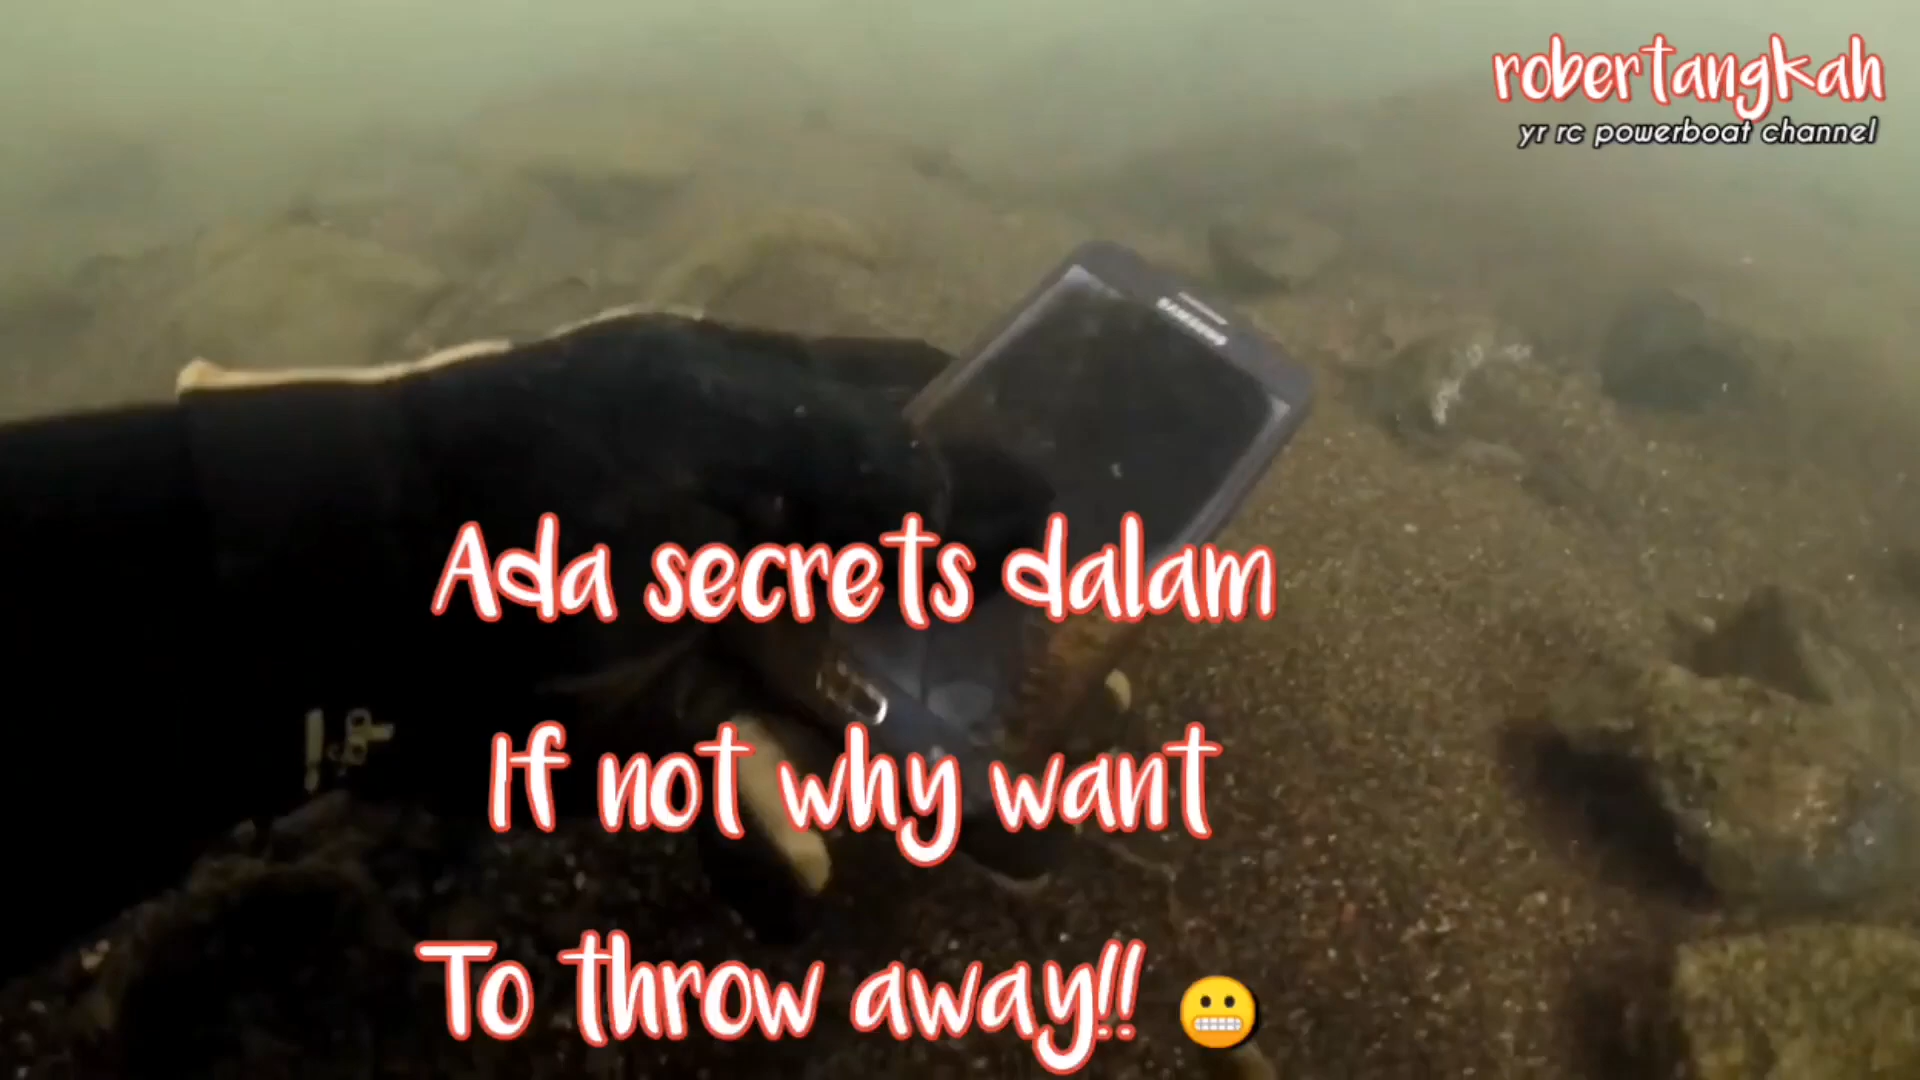 robertangkah
yr rc powerboat channel
SAMSUNG
Ada secrets dalam
If not why want
To throw away!! 😬